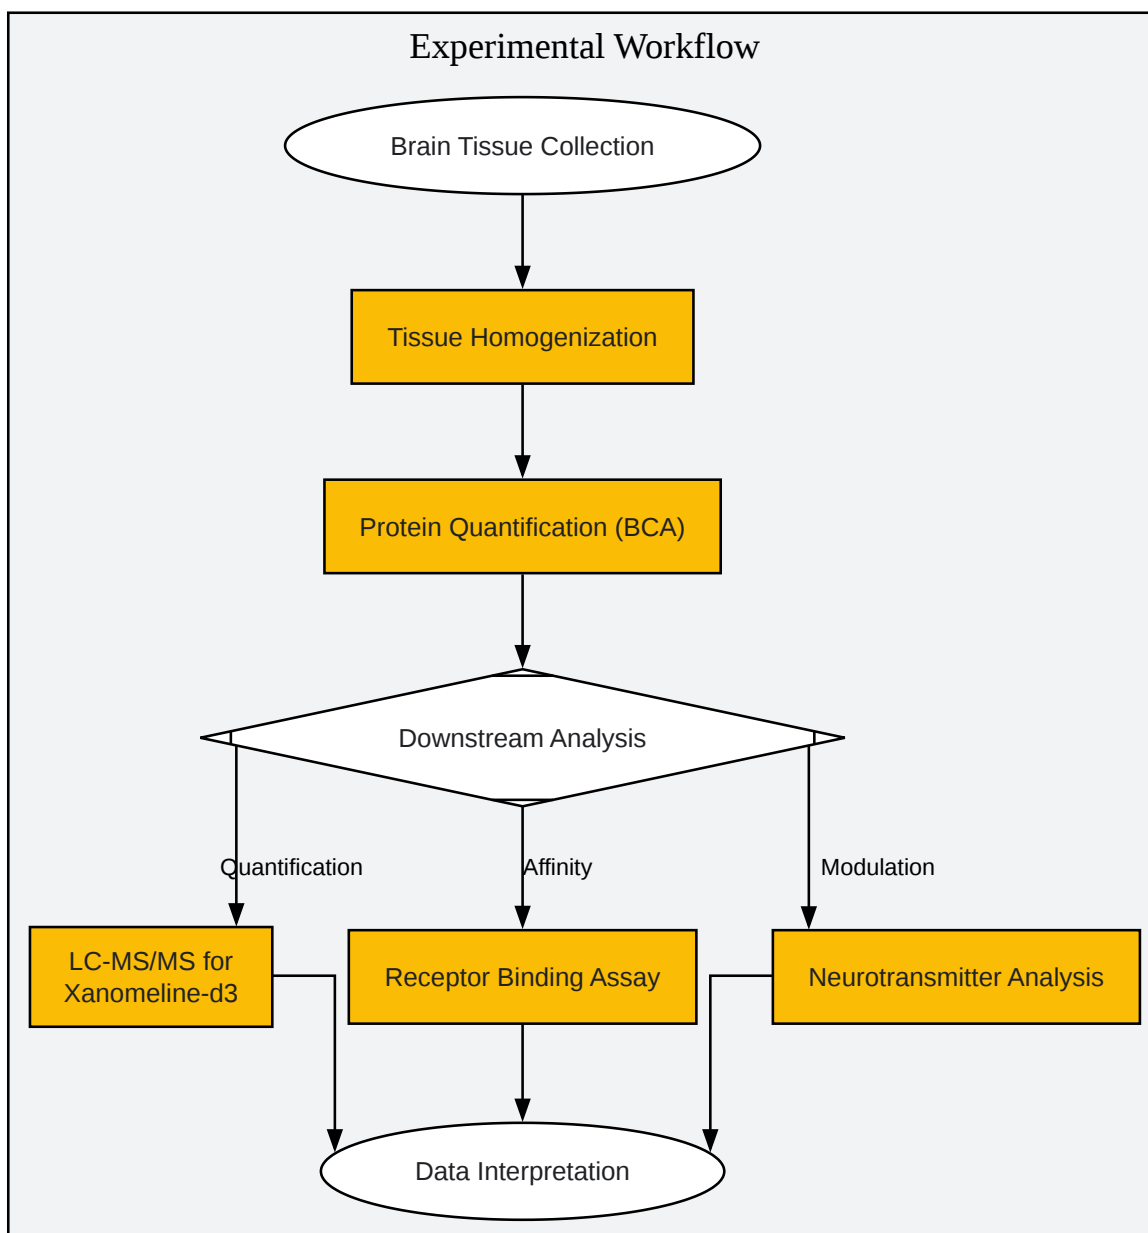 Experimental Workflow
Brain Tissue Collection
Tissue Homogenization
Protein Quantification (BCA)
Downstream Analysis
Quantification
Affinity
Modulation
LC-MS/MS for
Xanomeline-d3
Receptor Binding Assay
Neurotransmitter Analysis
Data Interpretation